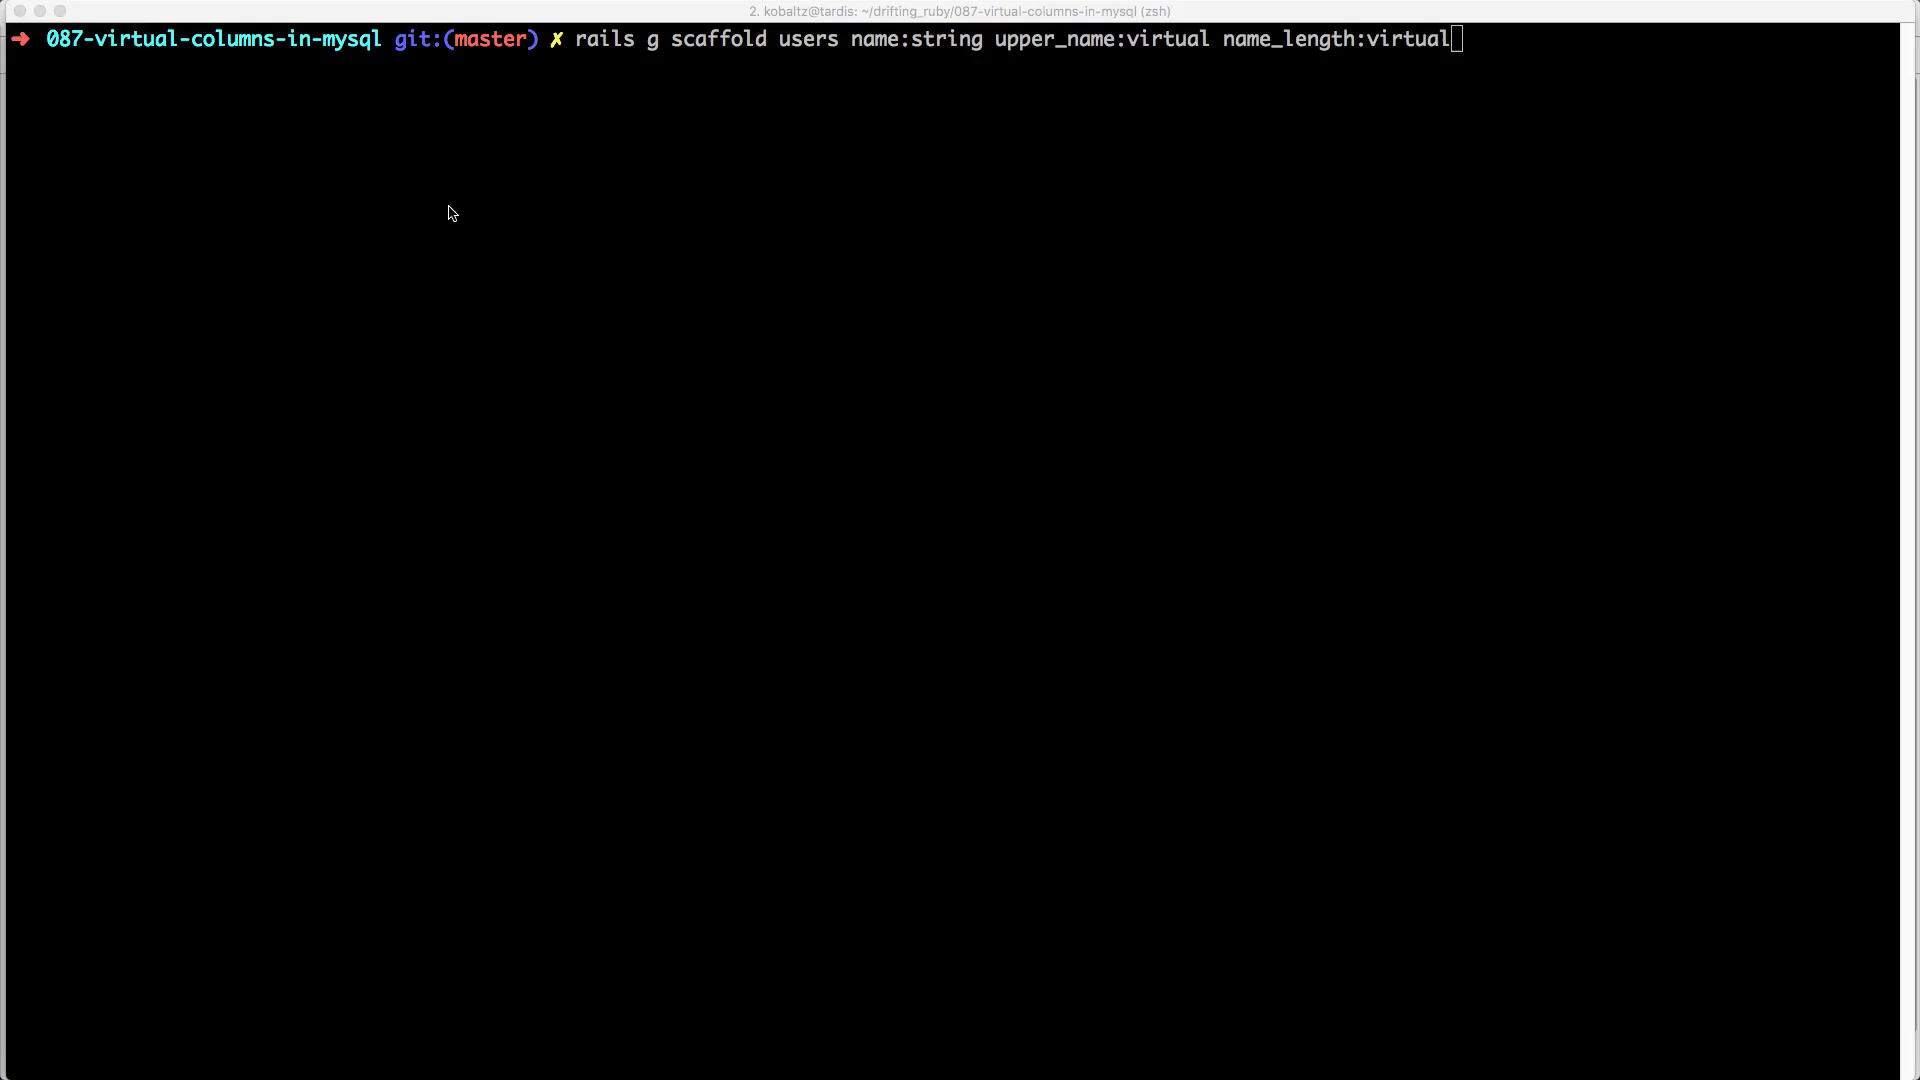 2. kobaltz@tardis: ~/drifting_ruby/087-virtual-columns-in-mysql (zsh)
➜ 087-virtual-columns-in-mysql git:(master) ✗ rails g scaffold users name:string upper_name:virtual name_length:virtual